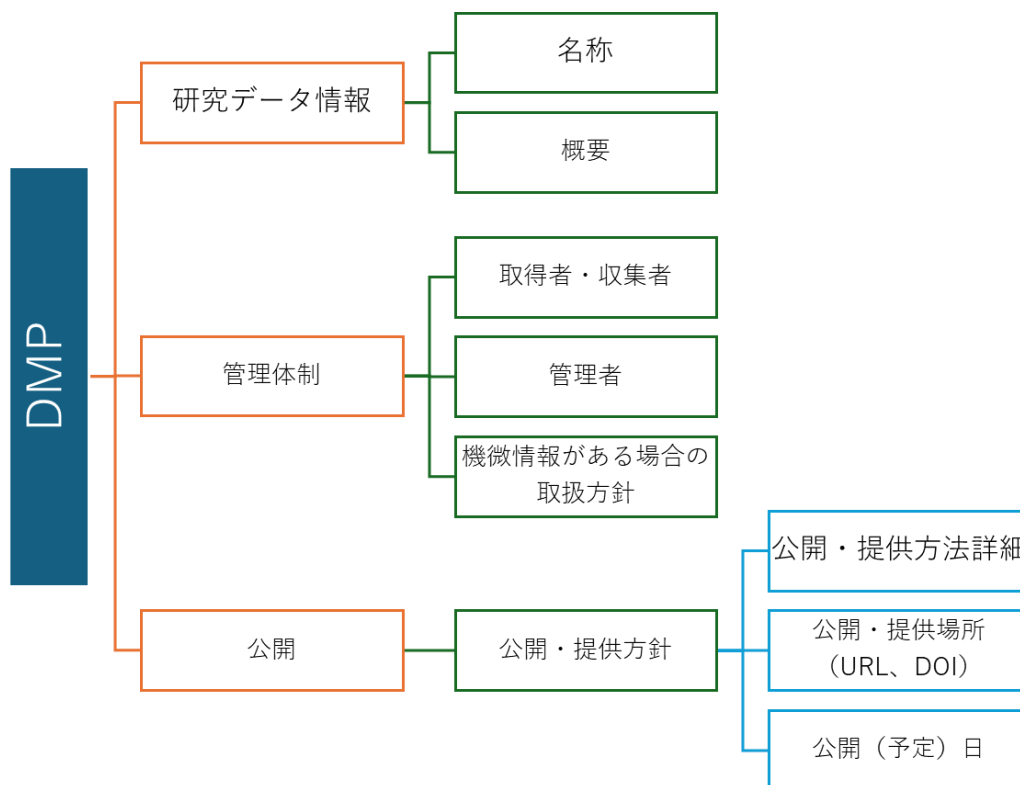 DMP
研究データ情報
名称
概要
管理体制
取得者・収集者
管理者
機微情報がある場合の
取扱方針
公開
公開・提供方針
公開・提供方法詳細
公開・提供場所
（URL、DOI）
公開（予定）日